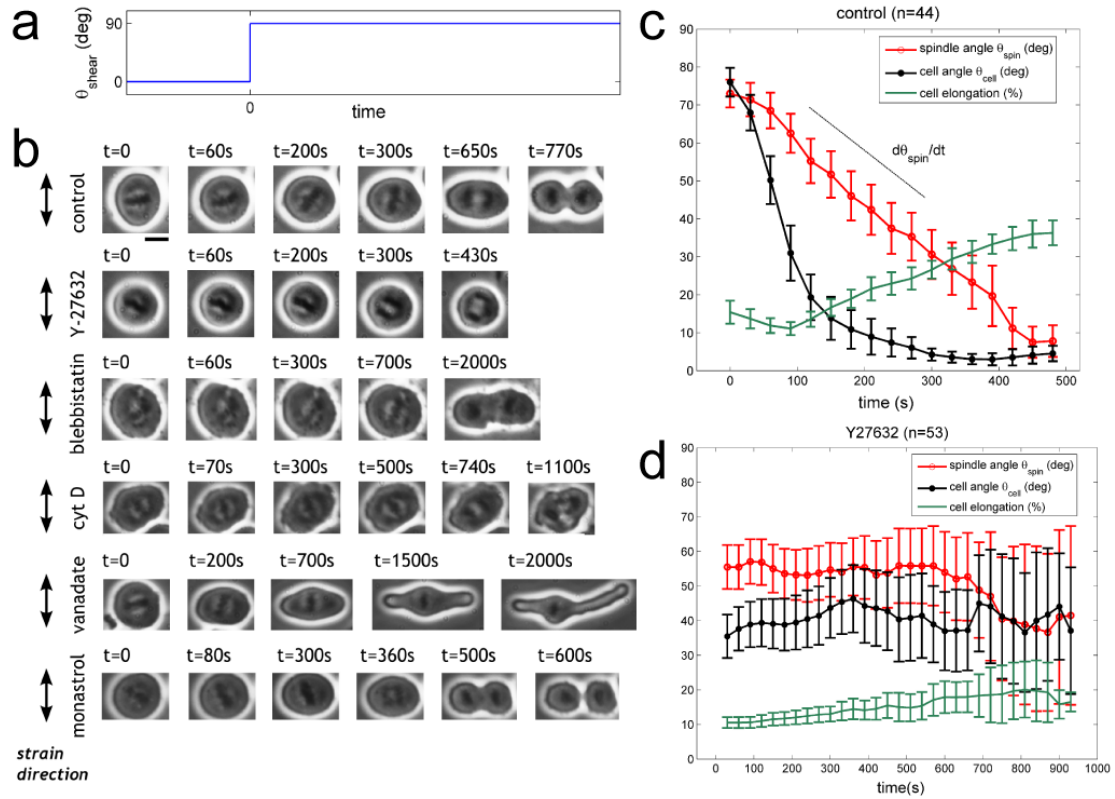 a
θshear (deg)
90
0
0
time
b
t=0 t=60s t=200s t=300s t=650s t=770s
control
t=0 t=60s t=200s t=300s t=430s
Y-27632
t=0 t=60s t=300s t=700s t=2000s
blebbistatin
t=0 t=70s t=300s t=500s t=740s t=1100s
cyt D
t=0 t=200s t=700s t=1500s t=2000s
vanadate
t=0 t=80s t=300s t=360s t=500s t=600s
monastrol
strain
direction
c
control (n=44)
spindle angle θspin (deg)
cell angle θcell (deg)
cell elongation (%)
dθspin/dt
90
80
70
60
50
40
30
20
10
0
0 100 200 300 400 500
time (s)
d
Y27632 (n=53)
spindle angle θspin (deg)
cell angle θcell (deg)
cell elongation (%)
90
80
70
60
50
40
30
20
10
0
0 100 200 300 400 500 600 700 800 900 1000
time(s)